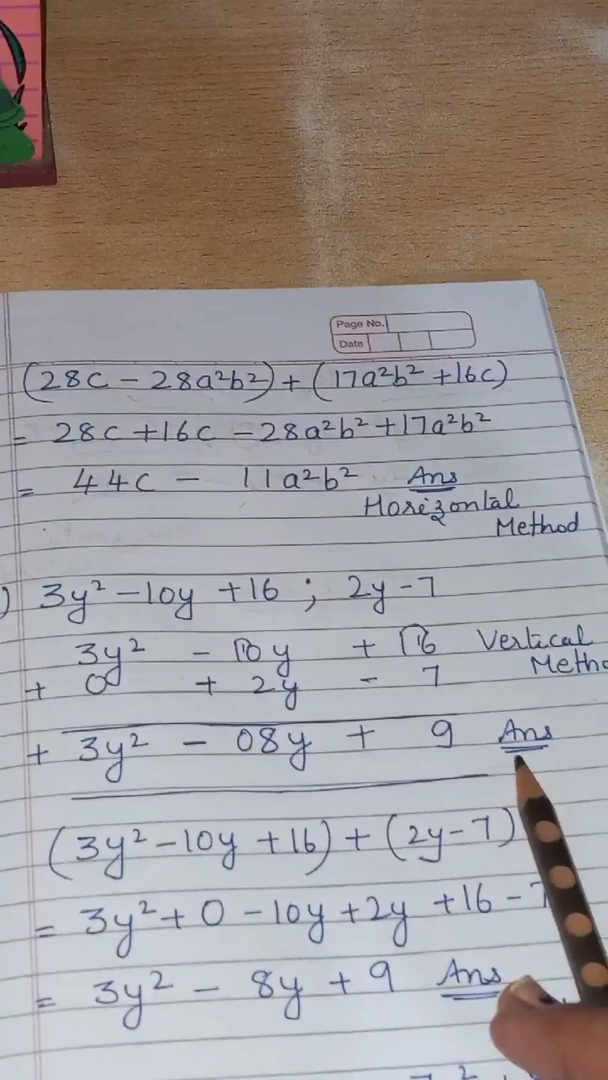 Page No.
Date
(28c - 28a²b²) + (17a²b² + 16c)
= 28c + 16c - 28a²b² + 17a²b²
= 44c - 11a²b² Ans
Horizontal
Method
) 3y² - 10y + 16 ; 2y - 7
3y² - 10y + 16 Vertical
+ 0 + 2y - 7 Metho
+ 3y² - 08y + 9 Ans
(3y² - 10y + 16) + (2y - 7)
= 3y² + 0 - 10y + 2y + 16 - 7
= 3y² - 8y + 9 Ans